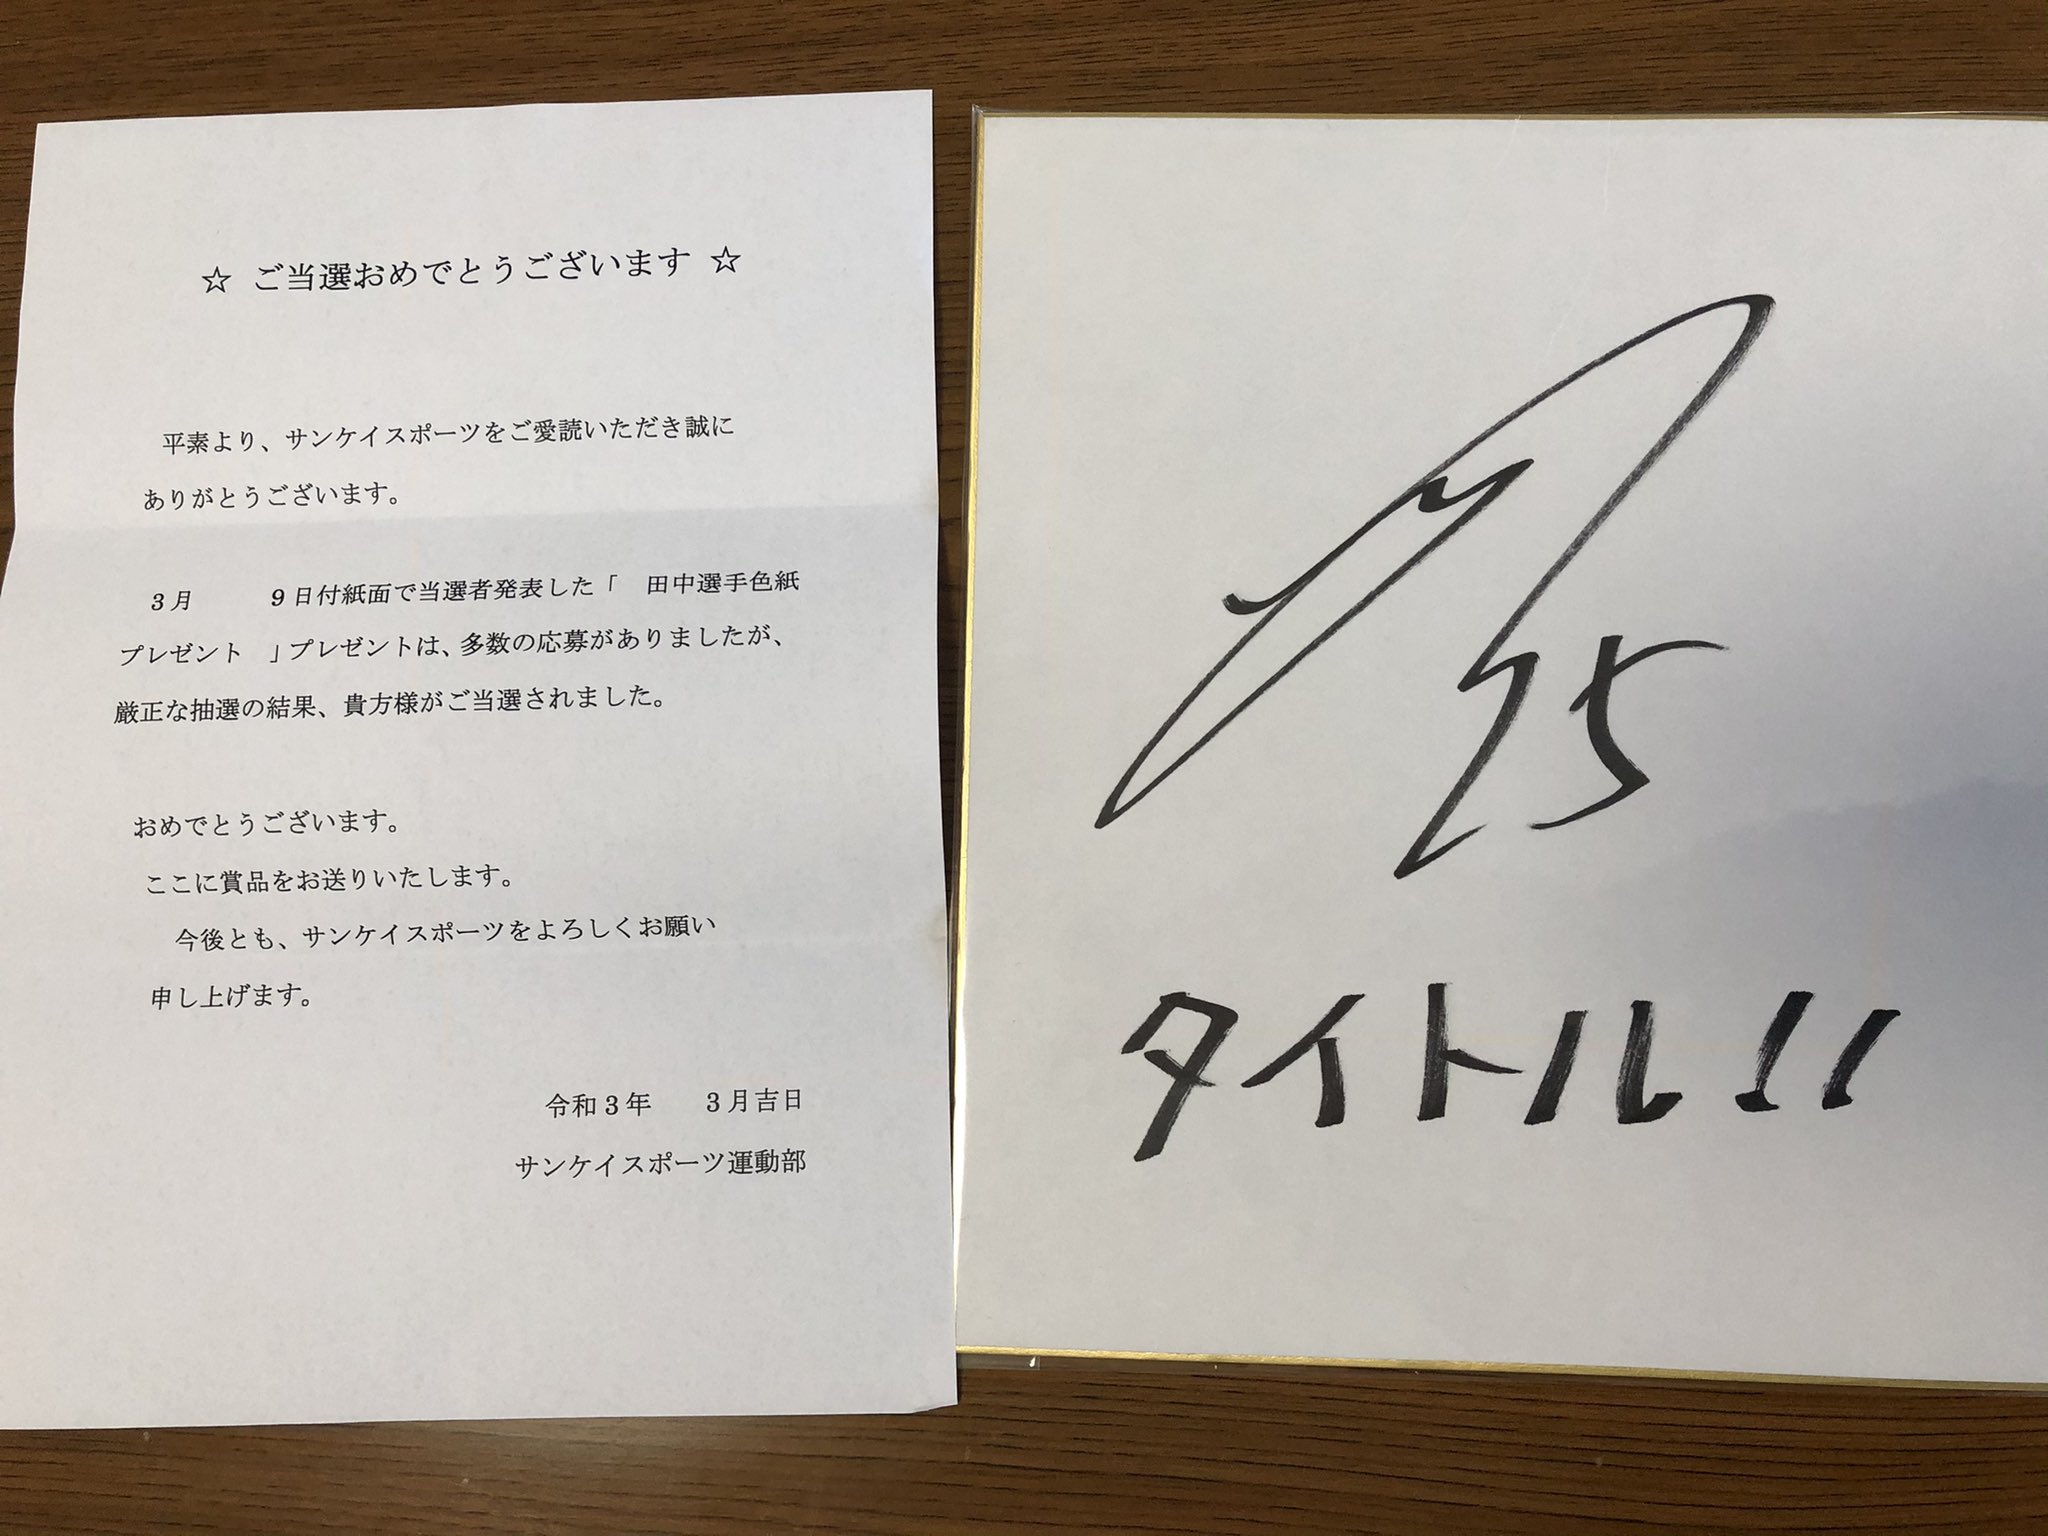 ☆ ご当選おめでとうございます ☆
平素より、サンケイスポーツをご愛読いただき誠に
ありがとうございます。
3月 9日付紙面で当選者発表した「 田中選手色紙
プレゼント 」プレゼントは、多数の応募がありましたが、
厳正な抽選の結果、貴方様がご当選されました。
おめでとうございます。
ここに賞品をお送りいたします。
今後とも、サンケイスポーツをよろしくお願い
申し上げます。
令和3年 3月吉日
サンケイスポーツ運動部
タイトル!!